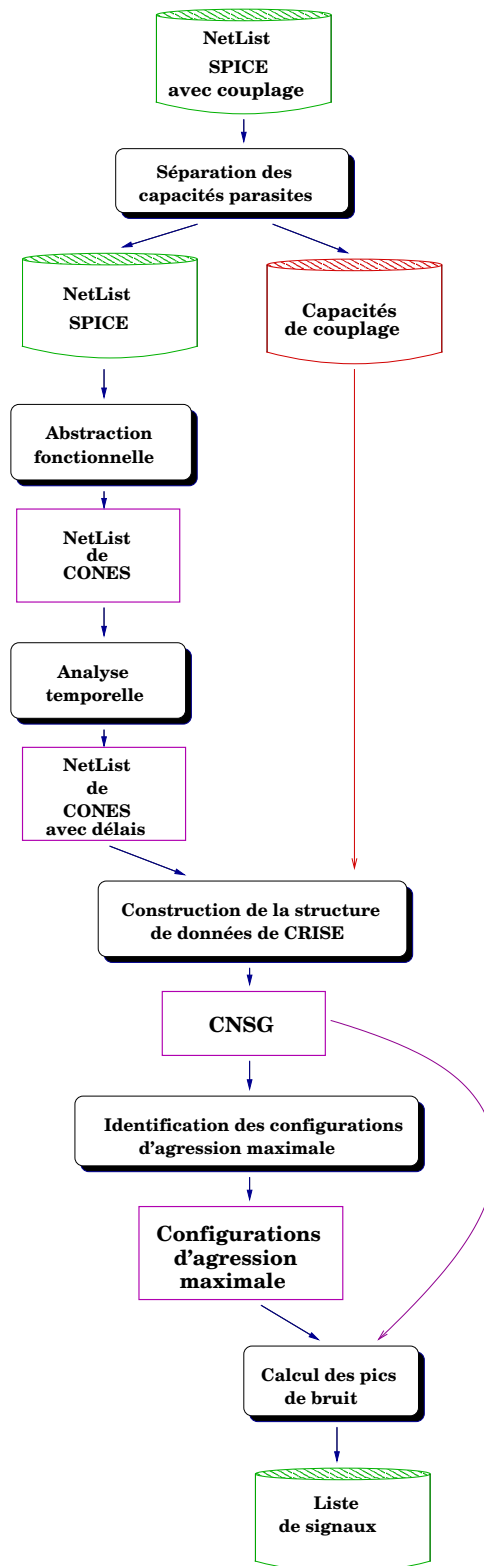 NetList
SPICE
avec couplage
Séparation des
capacités parasites
NetList
SPICE
Capacités
de couplage
Abstraction
fonctionnelle
NetList
de
CONES
Analyse
temporelle
NetList
de
CONES
avec délais
Construction de la structure
de données de CRISE
CNSG
Identification des configurations
d'agression maximale
Configurations
d'agression
maximale
Calcul des pics
de bruit
Liste
de signaux